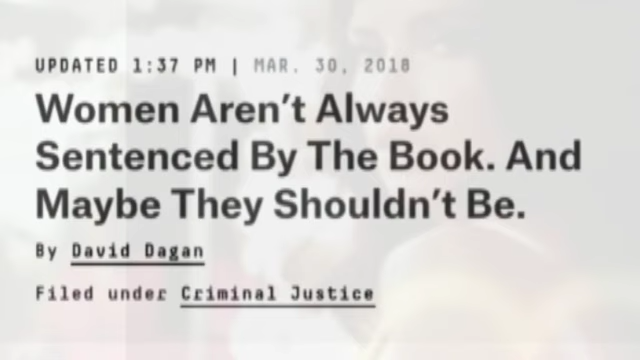 UPDATED 1:37 PM | MAR. 30, 2018
Women Aren't Always
Sentenced By The Book. And
Maybe They Shouldn't Be.
By David Dagan
Filed under Criminal Justice